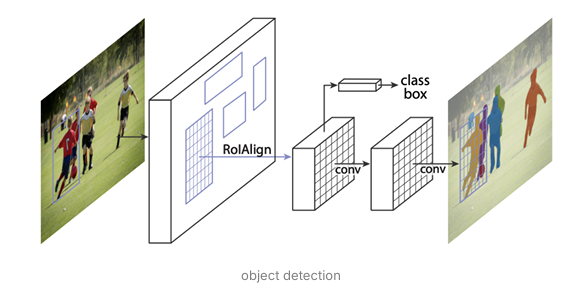 RoIAlign
class
box
conv
conv
object detection